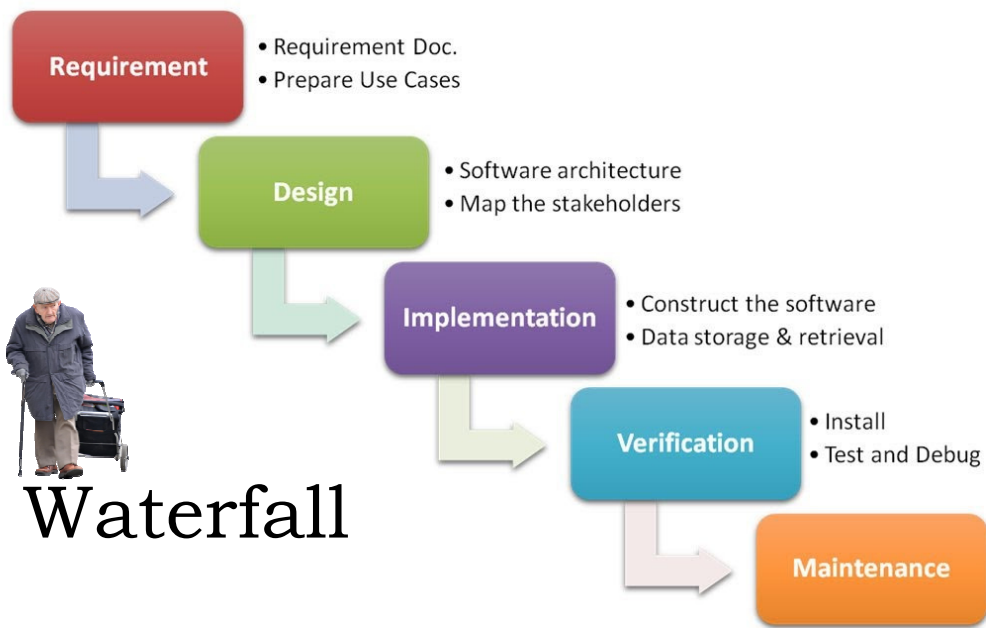 Requirement
• Requirement Doc.
• Prepare Use Cases
Design
• Software architecture
• Map the stakeholders
Implementation
• Construct the software
• Data storage & retrieval
Verification
• Install
• Test and Debug
Waterfall
Maintenance